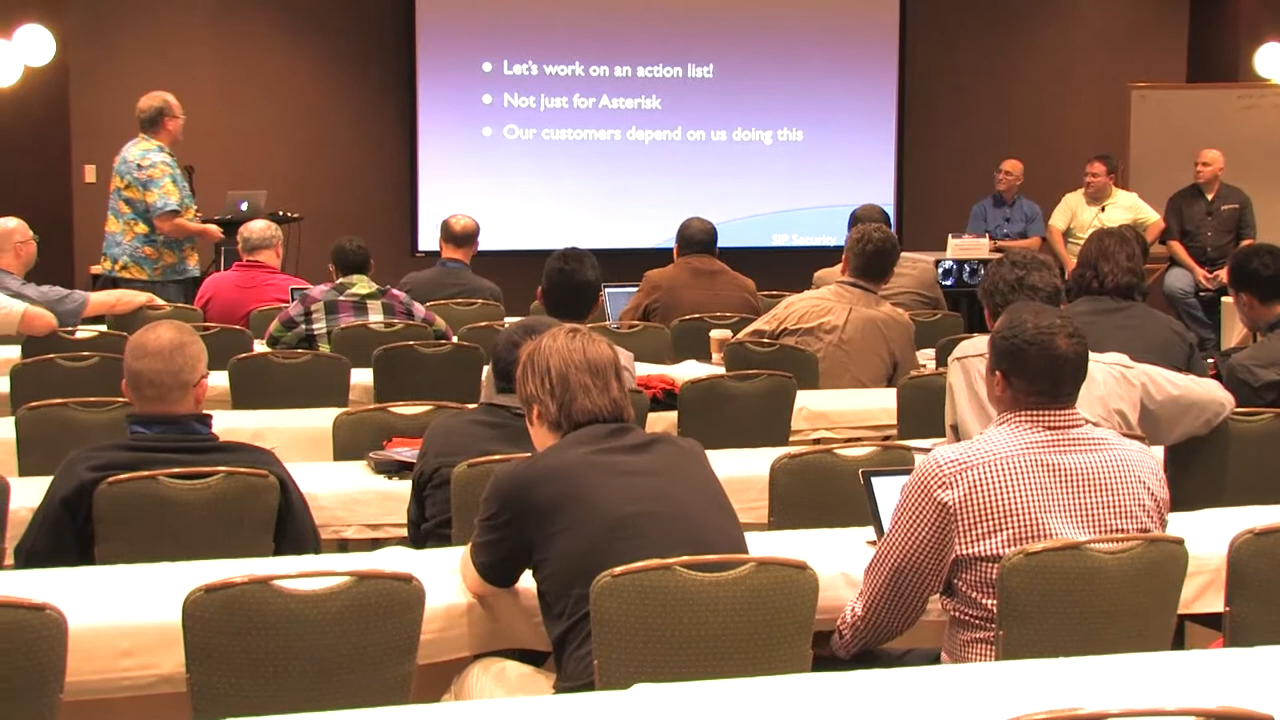 • Let's work on an action list!
• Not just for Asterisk
• Our customers depend on us doing this
SIP Security